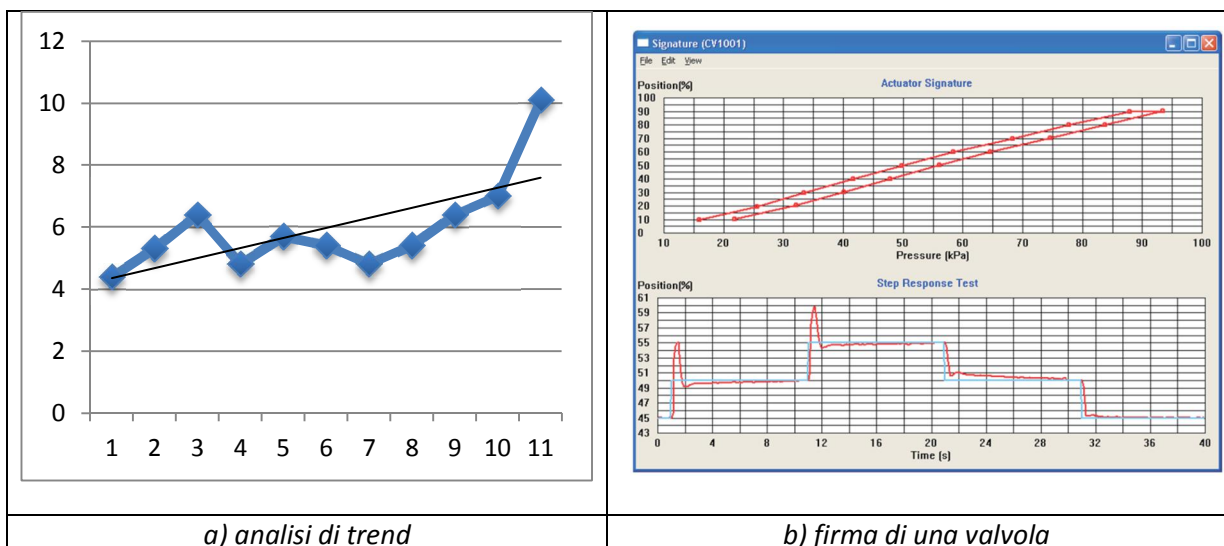 12
10
8
6
4
2
0
1 2 3 4 5 6 7 8 9 10 11
Signature (CV1001)
File Edit View
Position(%)
Actuator Signature
100
90
80
70
60
50
40
30
20
10
0
10 20 30 40 50 60 70 80 90 100
Pressure (kPa)
Position(%)
Step Response Test
61
59
57
55
53
51
49
47
45
43
0 4 8 12 16 20 24 28 32 36 40
Time (s)
a) analisi di trend
b) firma di una valvola